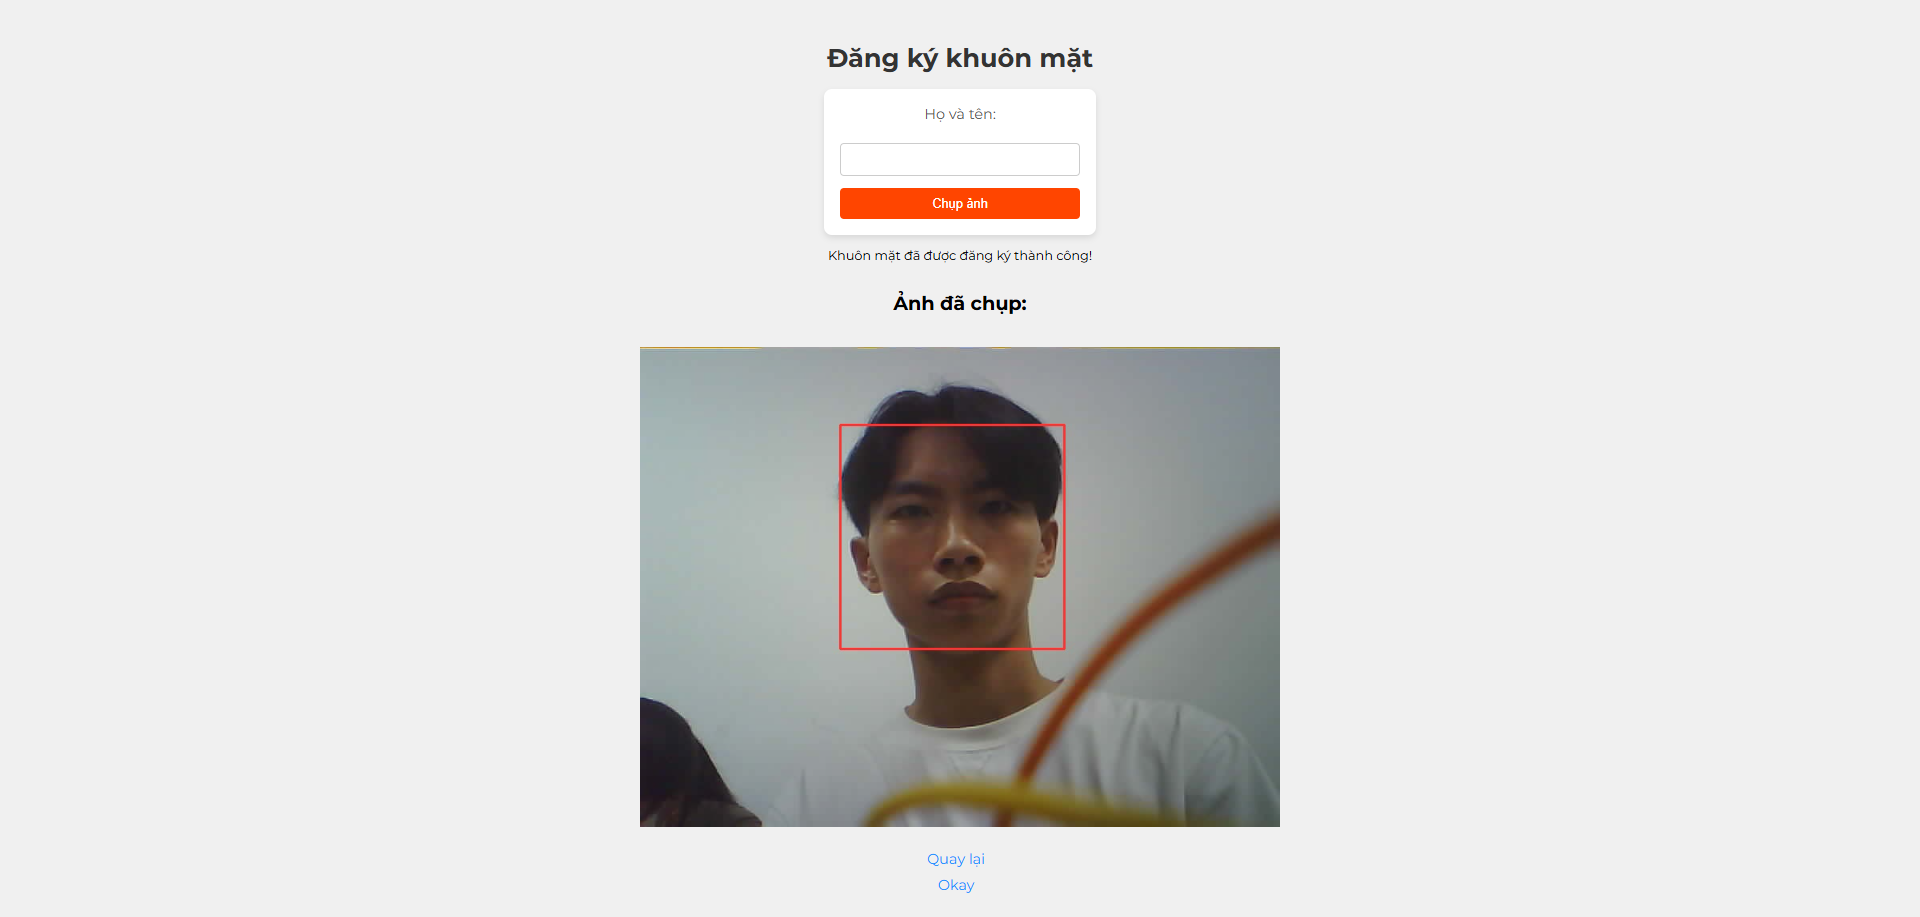 Đăng ký khuôn mặt
Họ và tên:
Chụp ảnh
Khuôn mặt đã được đăng ký thành công!
Ảnh đã chụp:
Quay lại
Okay